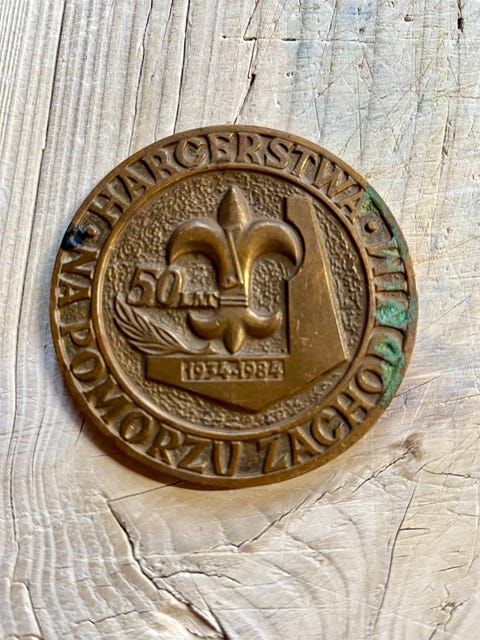 HARCERSTWA
50 LAT
1934-1984
NA POMORZU ZACHODNIM